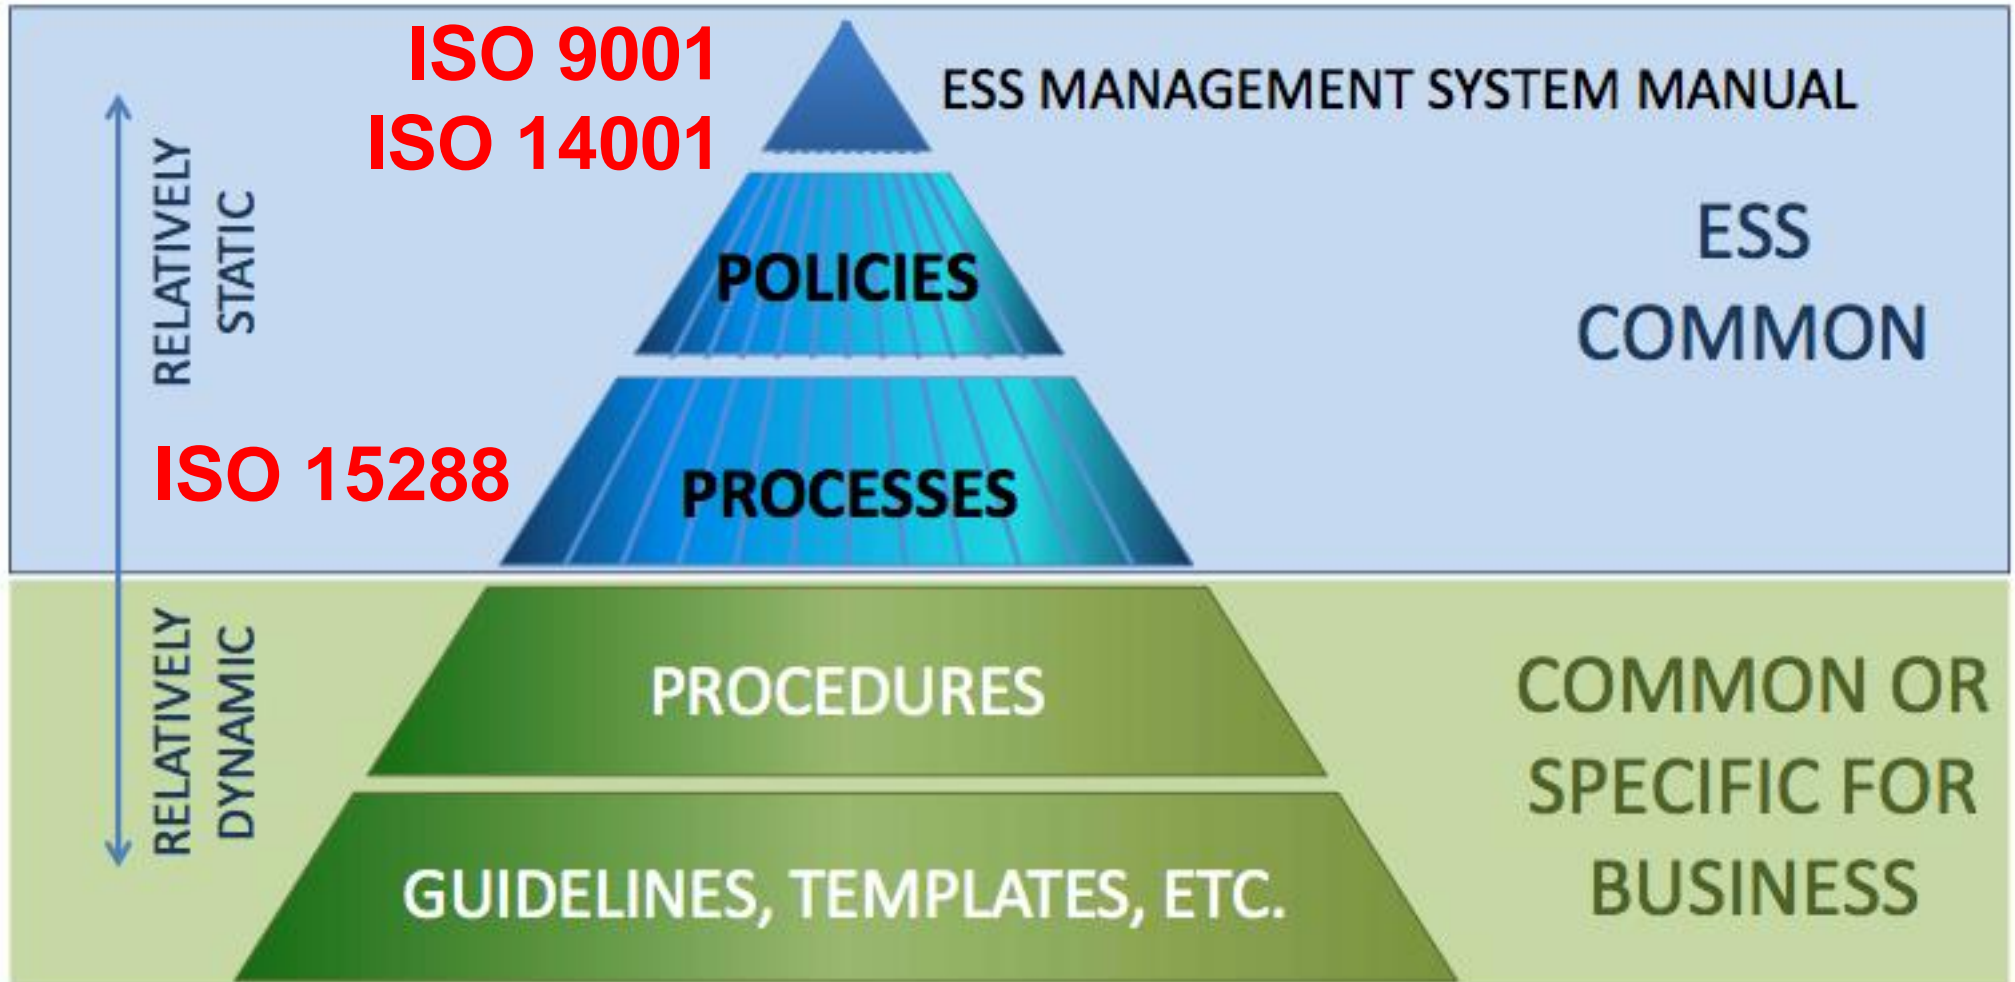 ISO 9001
ISO 14001
ESS MANAGEMENT SYSTEM MANUAL
RELATIVELY
STATIC
POLICIES
ESS
COMMON
ISO 15288
PROCESSES
RELATIVELY
DYNAMIC
PROCEDURES
COMMON OR
SPECIFIC FOR
BUSINESS
GUIDELINES, TEMPLATES, ETC.